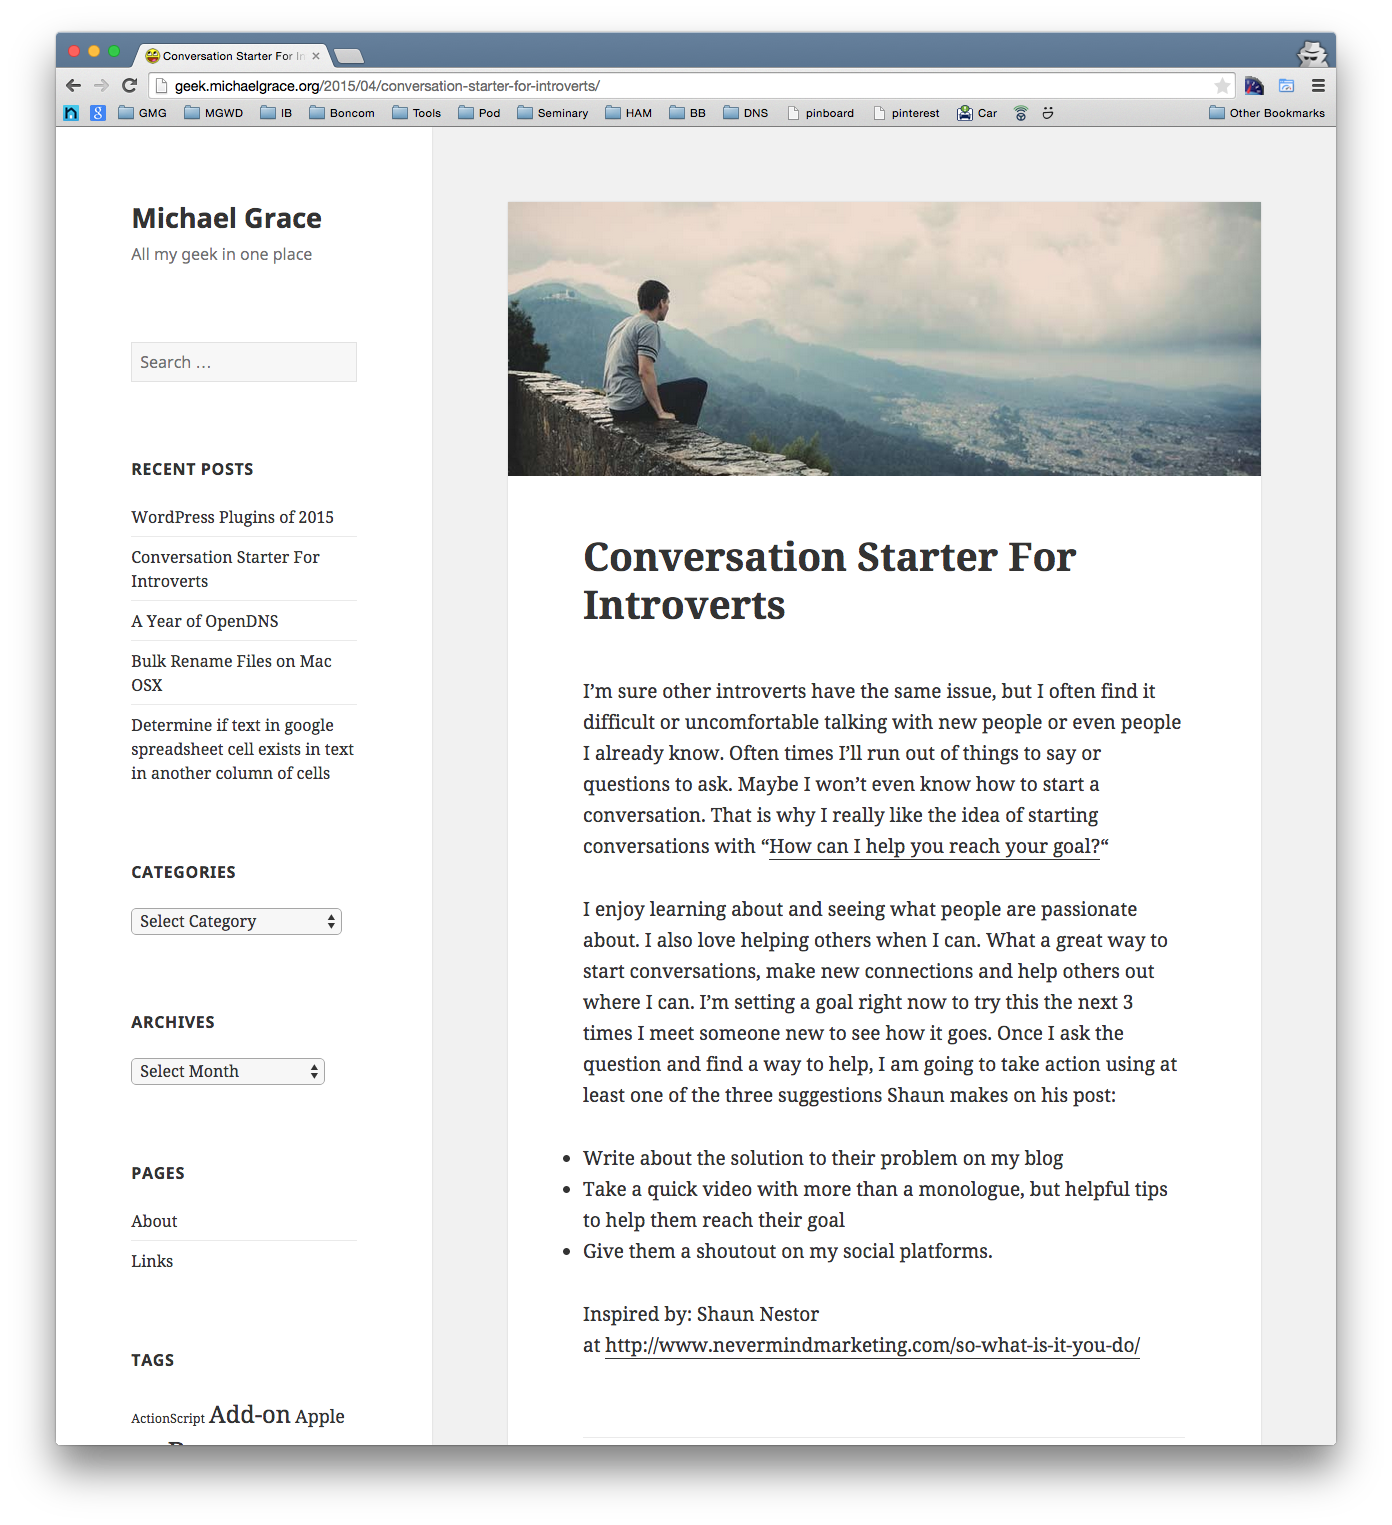 Conversation Starter For In
geek.michaelgrace.org/2015/04/conversation-starter-for-introverts/
GMG MGWD IB Boncom Tools Pod Seminary HAM BB DNS pinboard pinterest Car Other Bookmarks
Michael Grace
All my geek in one place
Search …
RECENT POSTS
WordPress Plugins of 2015
Conversation Starter For
Introverts
A Year of OpenDNS
Bulk Rename Files on Mac
OSX
Determine if text in google
spreadsheet cell exists in text
in another column of cells
CATEGORIES
Select Category
ARCHIVES
Select Month
PAGES
About
Links
TAGS
ActionScript Add-on Apple
Conversation Starter For
Introverts
I’m sure other introverts have the same issue, but I often find it
difficult or uncomfortable talking with new people or even people
I already know. Often times I’ll run out of things to say or
questions to ask. Maybe I won’t even know how to start a
conversation. That is why I really like the idea of starting
conversations with “How can I help you reach your goal?“
I enjoy learning about and seeing what people are passionate
about. I also love helping others when I can. What a great way to
start conversations, make new connections and help others out
where I can. I’m setting a goal right now to try this the next 3
times I meet someone new to see how it goes. Once I ask the
question and find a way to help, I am going to take action using at
least one of the three suggestions Shaun makes on his post:
• Write about the solution to their problem on my blog
• Take a quick video with more than a monologue, but helpful tips
to help them reach their goal
• Give them a shoutout on my social platforms.
Inspired by: Shaun Nestor
at http://www.nevermindmarketing.com/so-what-is-it-you-do/